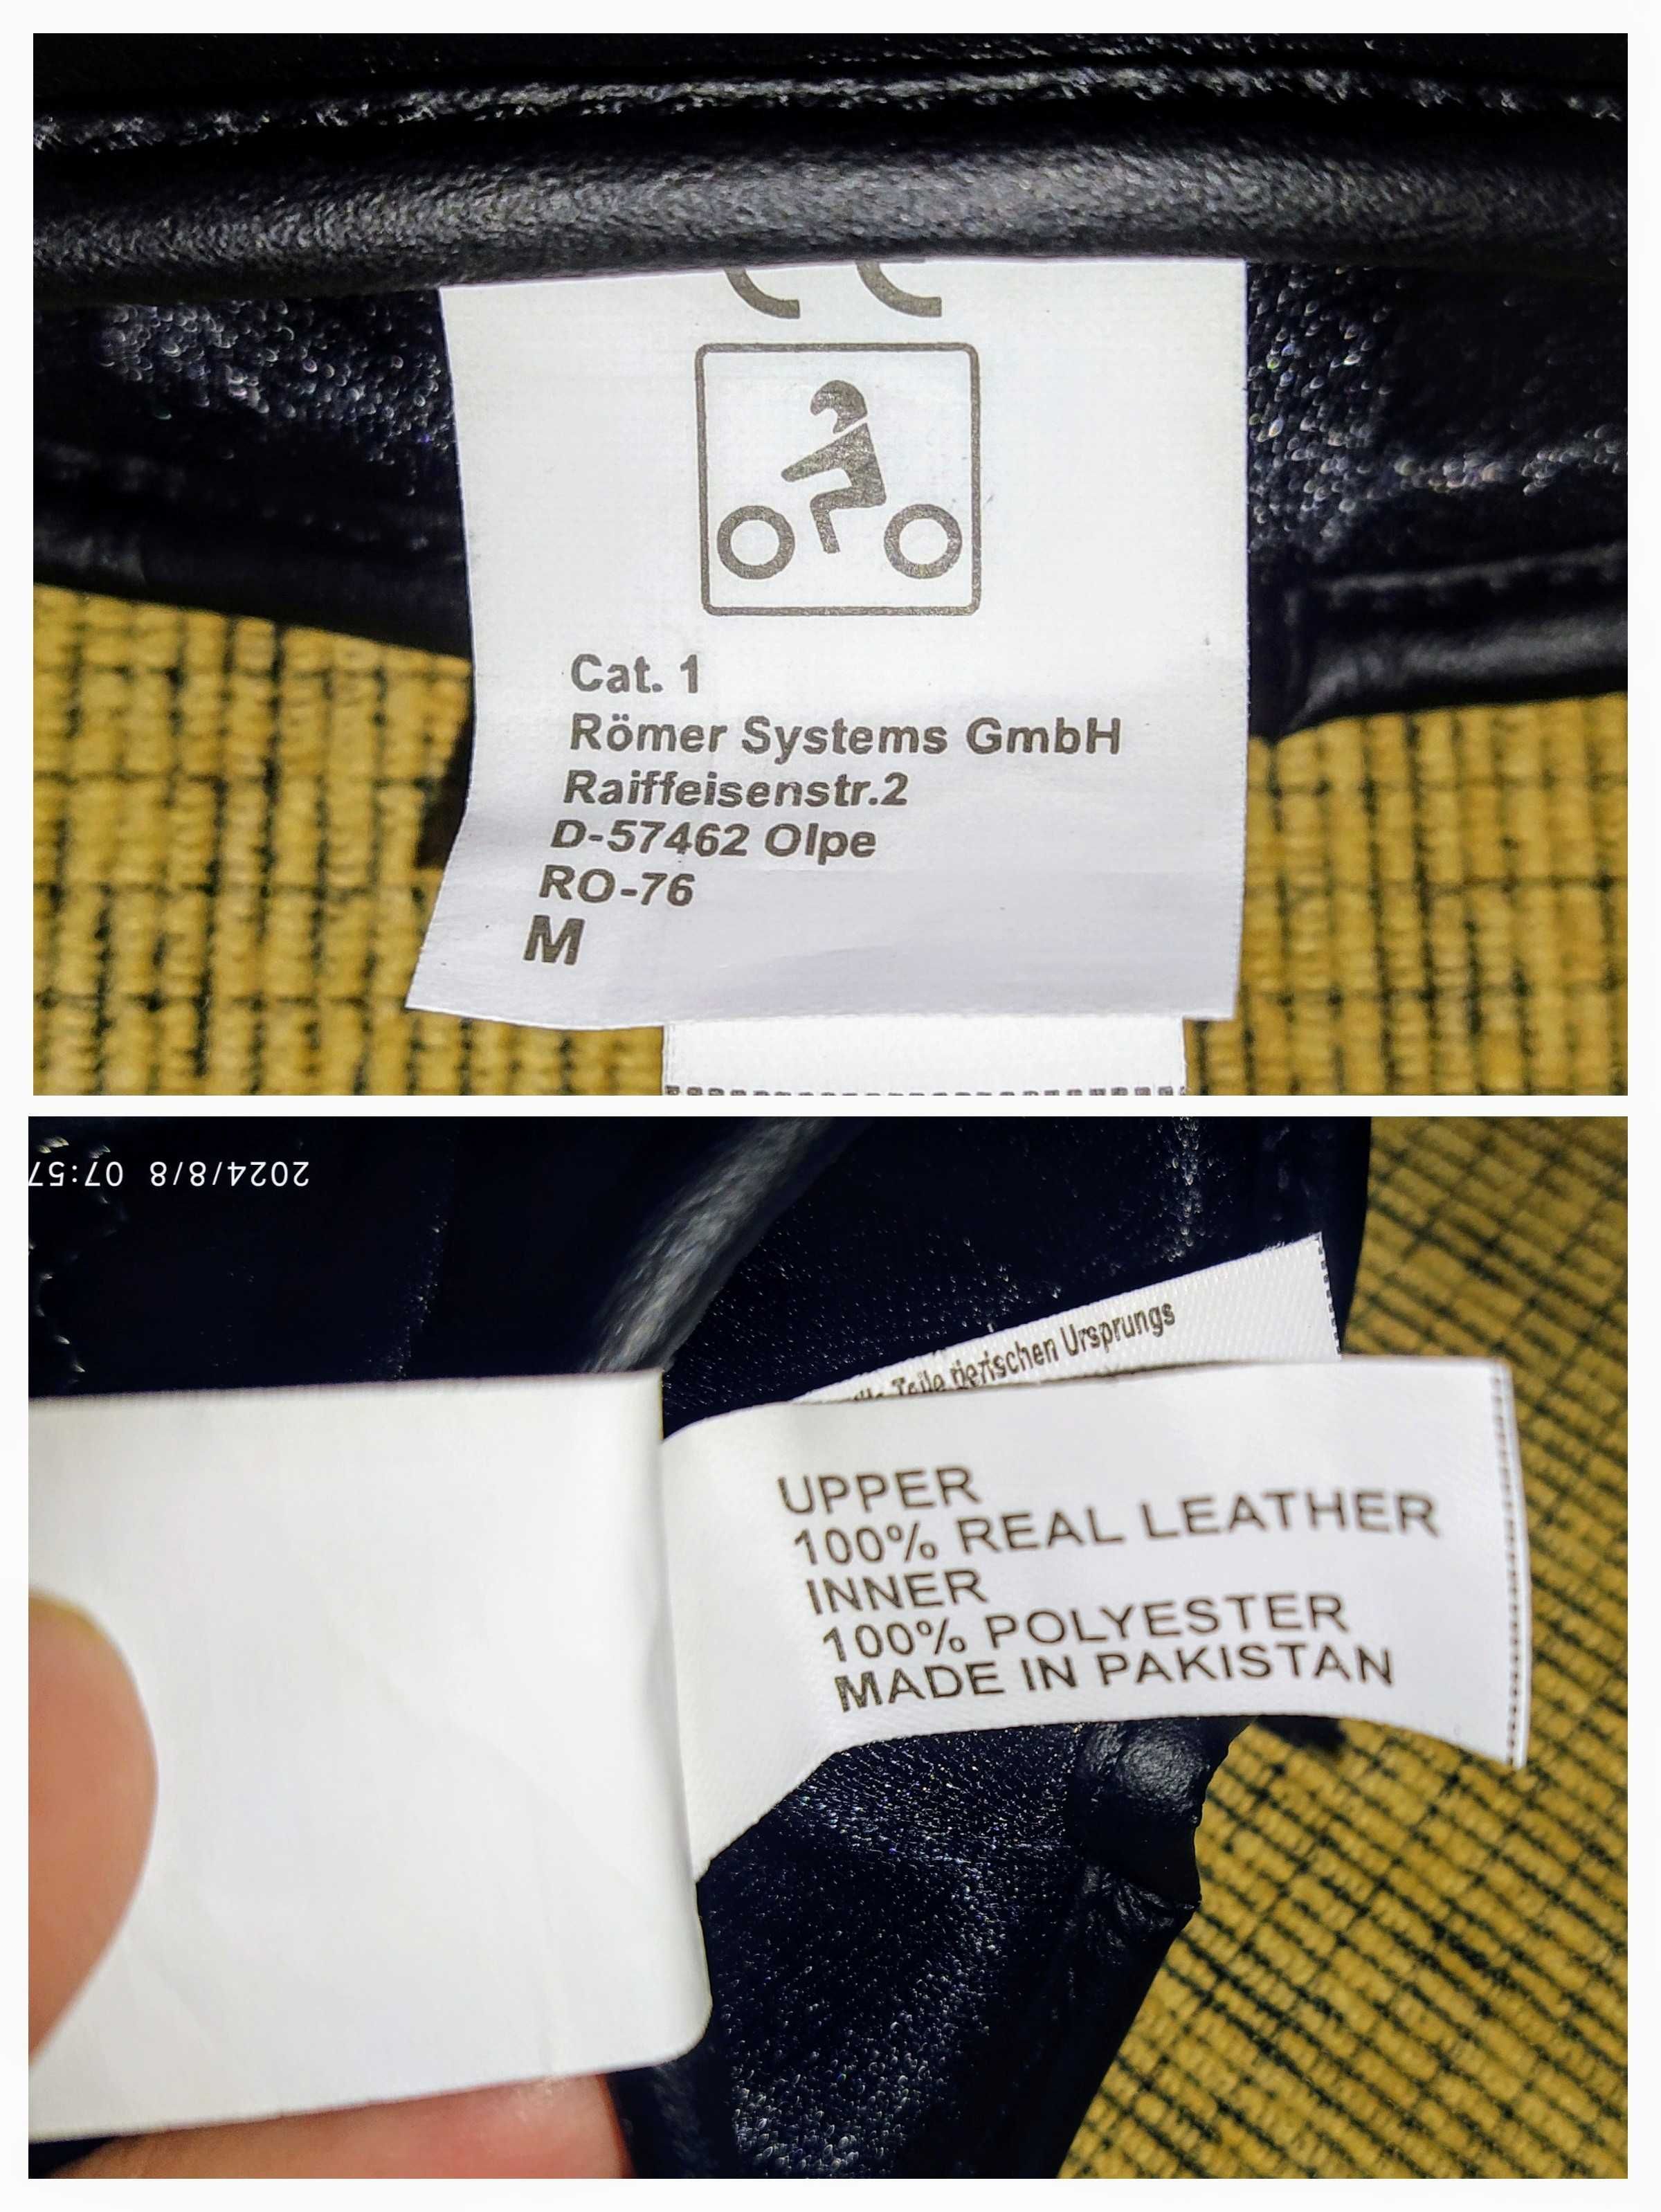 CE
Cat. 1
Römer Systems GmbH
Raiffeisenstr.2
D-57462 Olpe
RO-76
M
2024/8/8 07:57
Teile tierischen Ursprungs
UPPER
100% REAL LEATHER
INNER
100% POLYESTER
MADE IN PAKISTAN